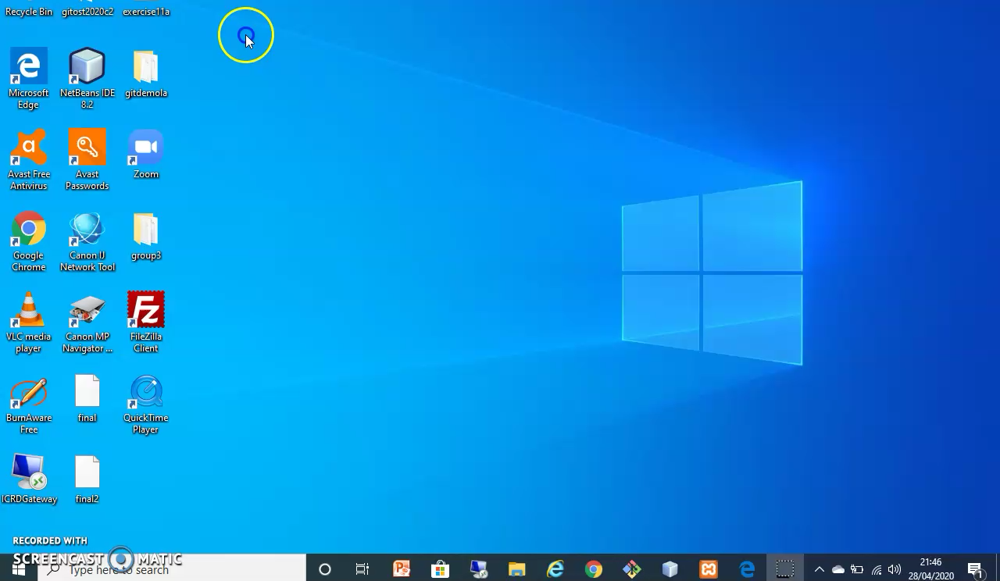 Recycle Bin
gitost2020c2
exercise11a
Microsoft
Edge
NetBeans IDE
8.2
gitdemola
Avast Free
Antivirus
Avast
Passwords
Zoom
Google
Chrome
Canon IJ
Network Tool
group3
VLC media
player
Canon MP
Navigator ...
FileZilla
Client
BurnAware
Free
final
QuickTime
Player
ICRDGateway
final2
RECORDED WITH
SCREENCAST MATIC
Type here to search
21:46
28/04/2020
1